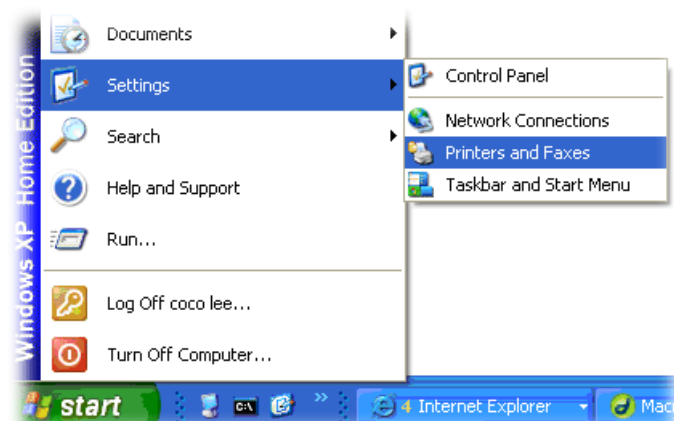 Documents
Settings
Search
Help and Support
Run...
Log Off coco lee...
Turn Off Computer...
Windows XP Home Edition
Control Panel
Network Connections
Printers and Faxes
Taskbar and Start Menu
start
C:\
»
4 Internet Explorer
Mac